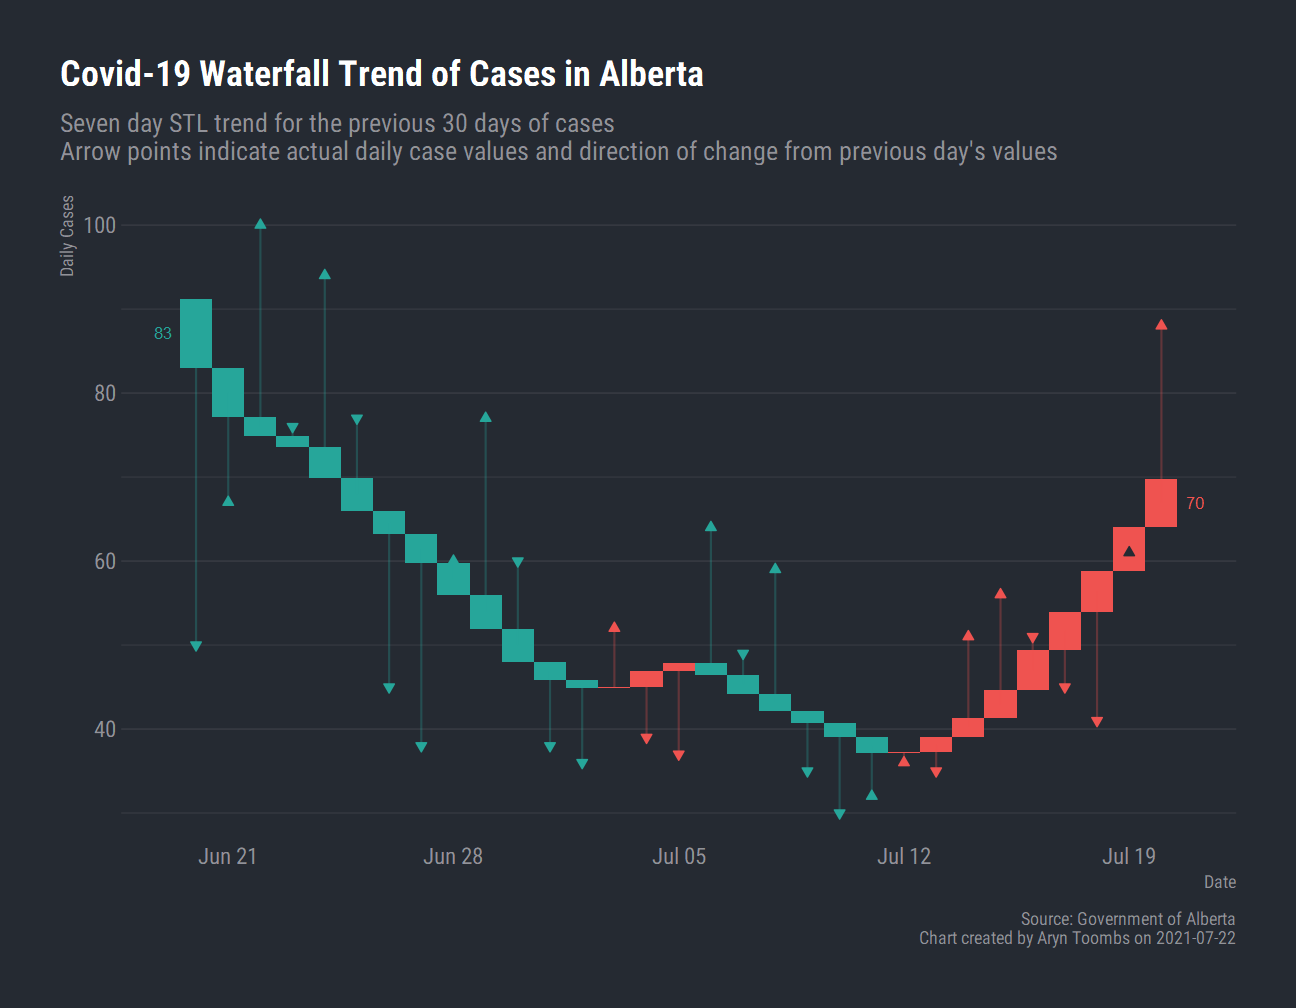 Covid-19 Waterfall Trend of Cases in Alberta
Seven day STL trend for the previous 30 days of cases
Arrow points indicate actual daily case values and direction of change from previous day's values
Daily Cases
100
80
60
40
83
70
Jun 21
Jun 28
Jul 05
Jul 12
Jul 19
Date
Source: Government of Alberta
Chart created by Aryn Toombs on 2021-07-22